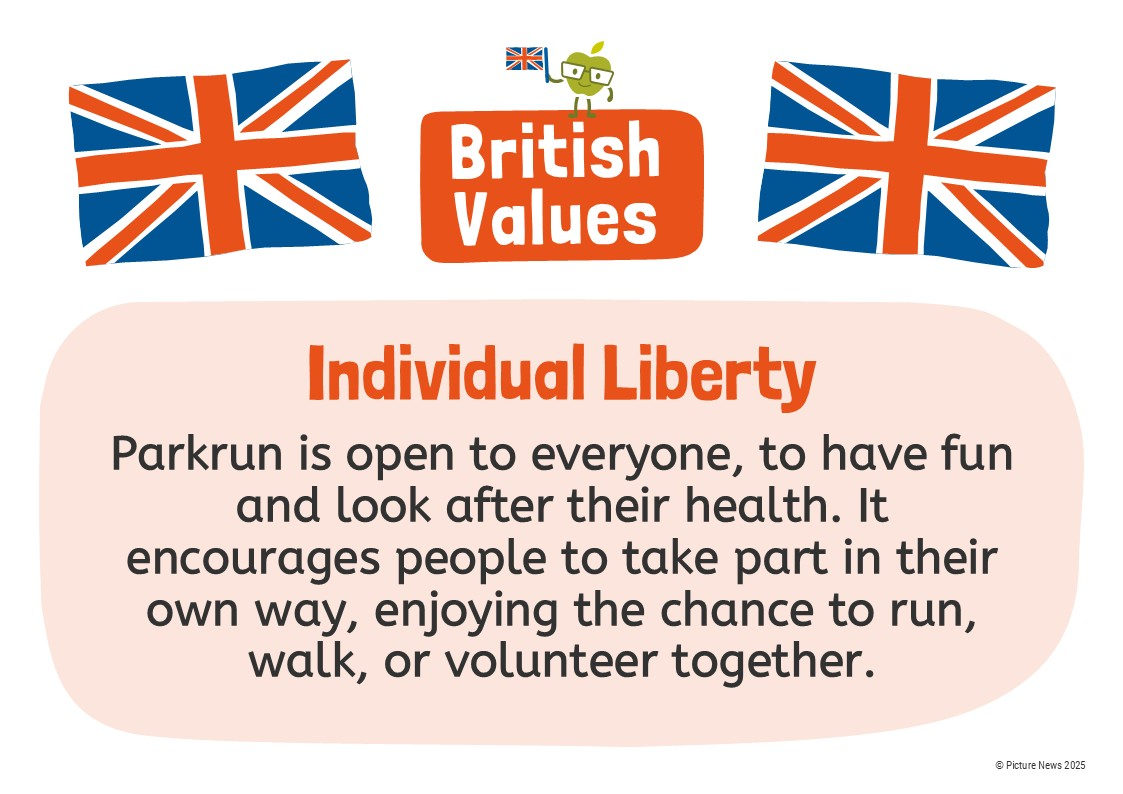 British
Values
Individual Liberty
Parkrun is open to everyone, to have fun
and look after their health. It
encourages people to take part in their
own way, enjoying the chance to run,
walk, or volunteer together.
© Picture News 2025